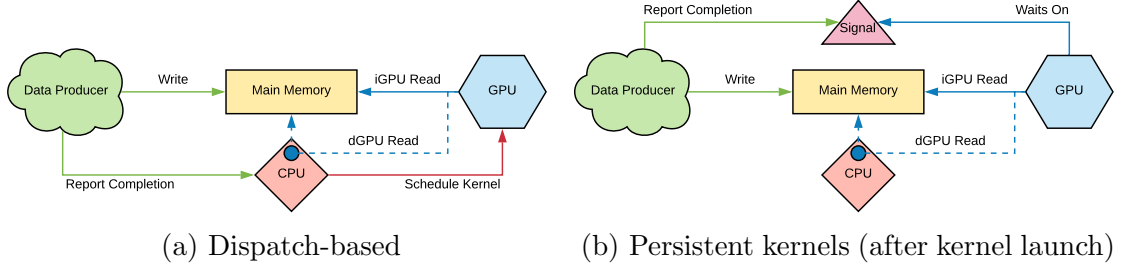 Data Producer
Write
Main Memory
iGPU Read
GPU
dGPU Read
CPU
Report Completion
Schedule Kernel
(a) Dispatch-based
Report Completion
Signal
Waits On
Data Producer
Write
Main Memory
iGPU Read
GPU
dGPU Read
CPU
(b) Persistent kernels (after kernel launch)